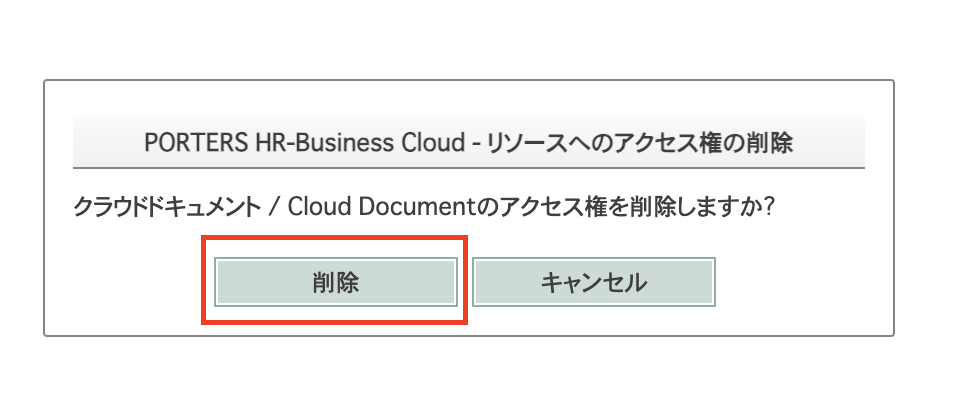 PORTERS HR-Business Cloud - リソースへのアクセス権の削除
クラウドドキュメント / Cloud Documentのアクセス権を削除しますか?
削除 キャンセル